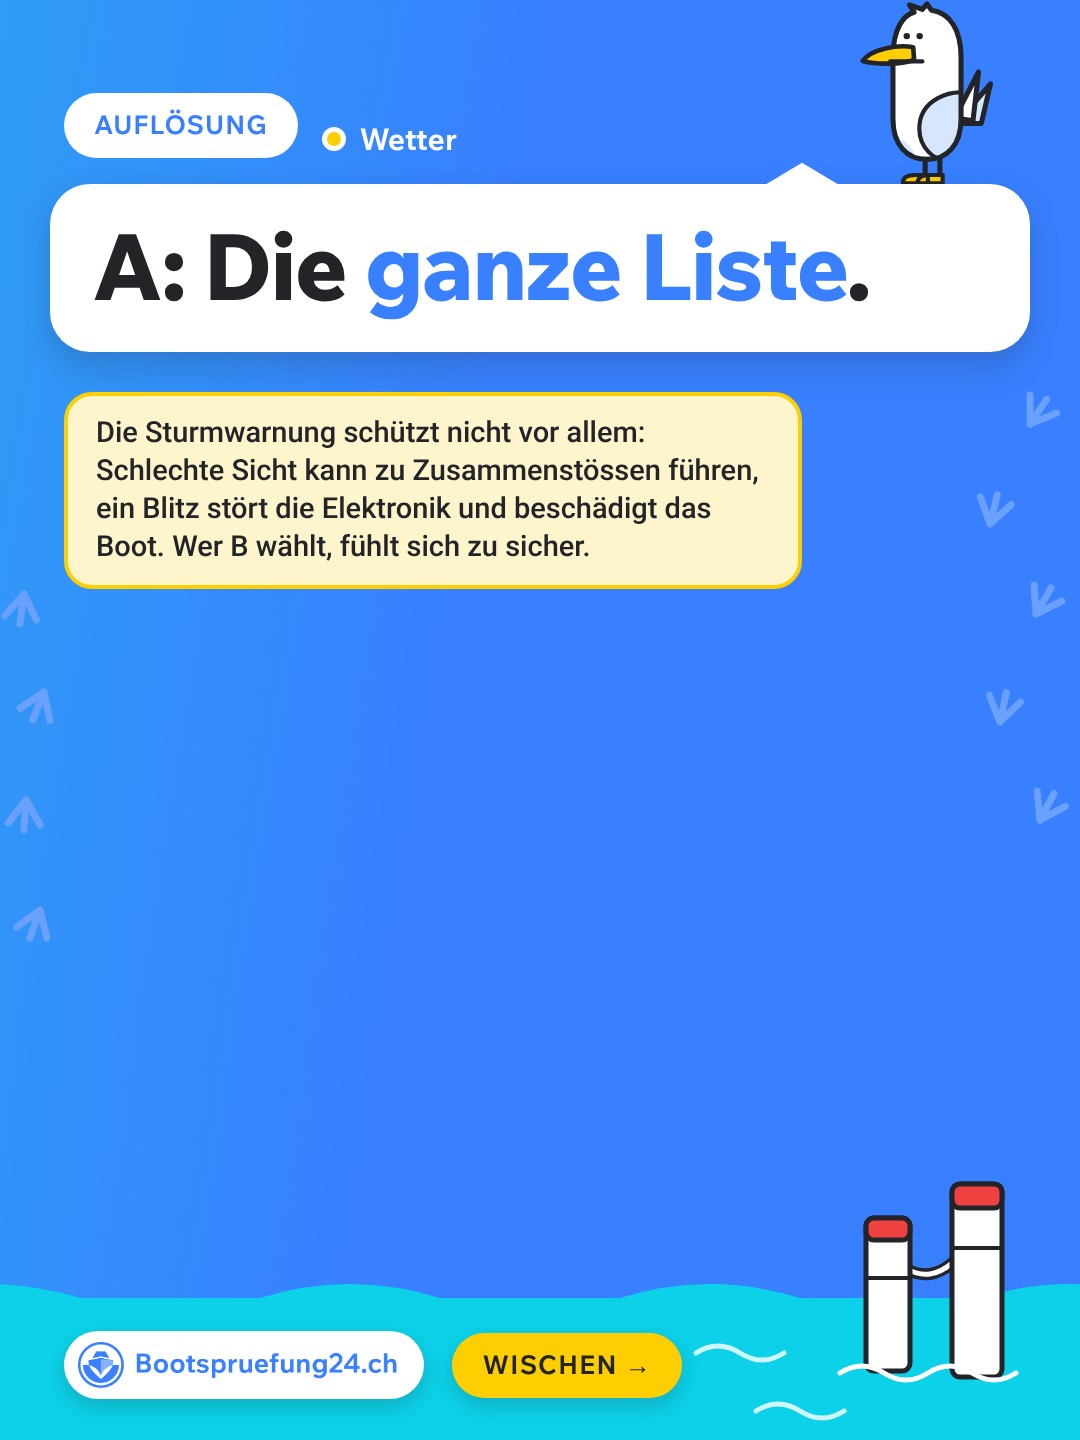 AUFLÖSUNG
Wetter
A: Die ganze Liste.
Die Sturmwarnung schützt nicht vor allem:
Schlechte Sicht kann zu Zusammenstössen führen,
ein Blitz stört die Elektronik und beschädigt das
Boot. Wer B wählt, fühlt sich zu sicher.
Bootspruefung24.ch
WISCHEN →